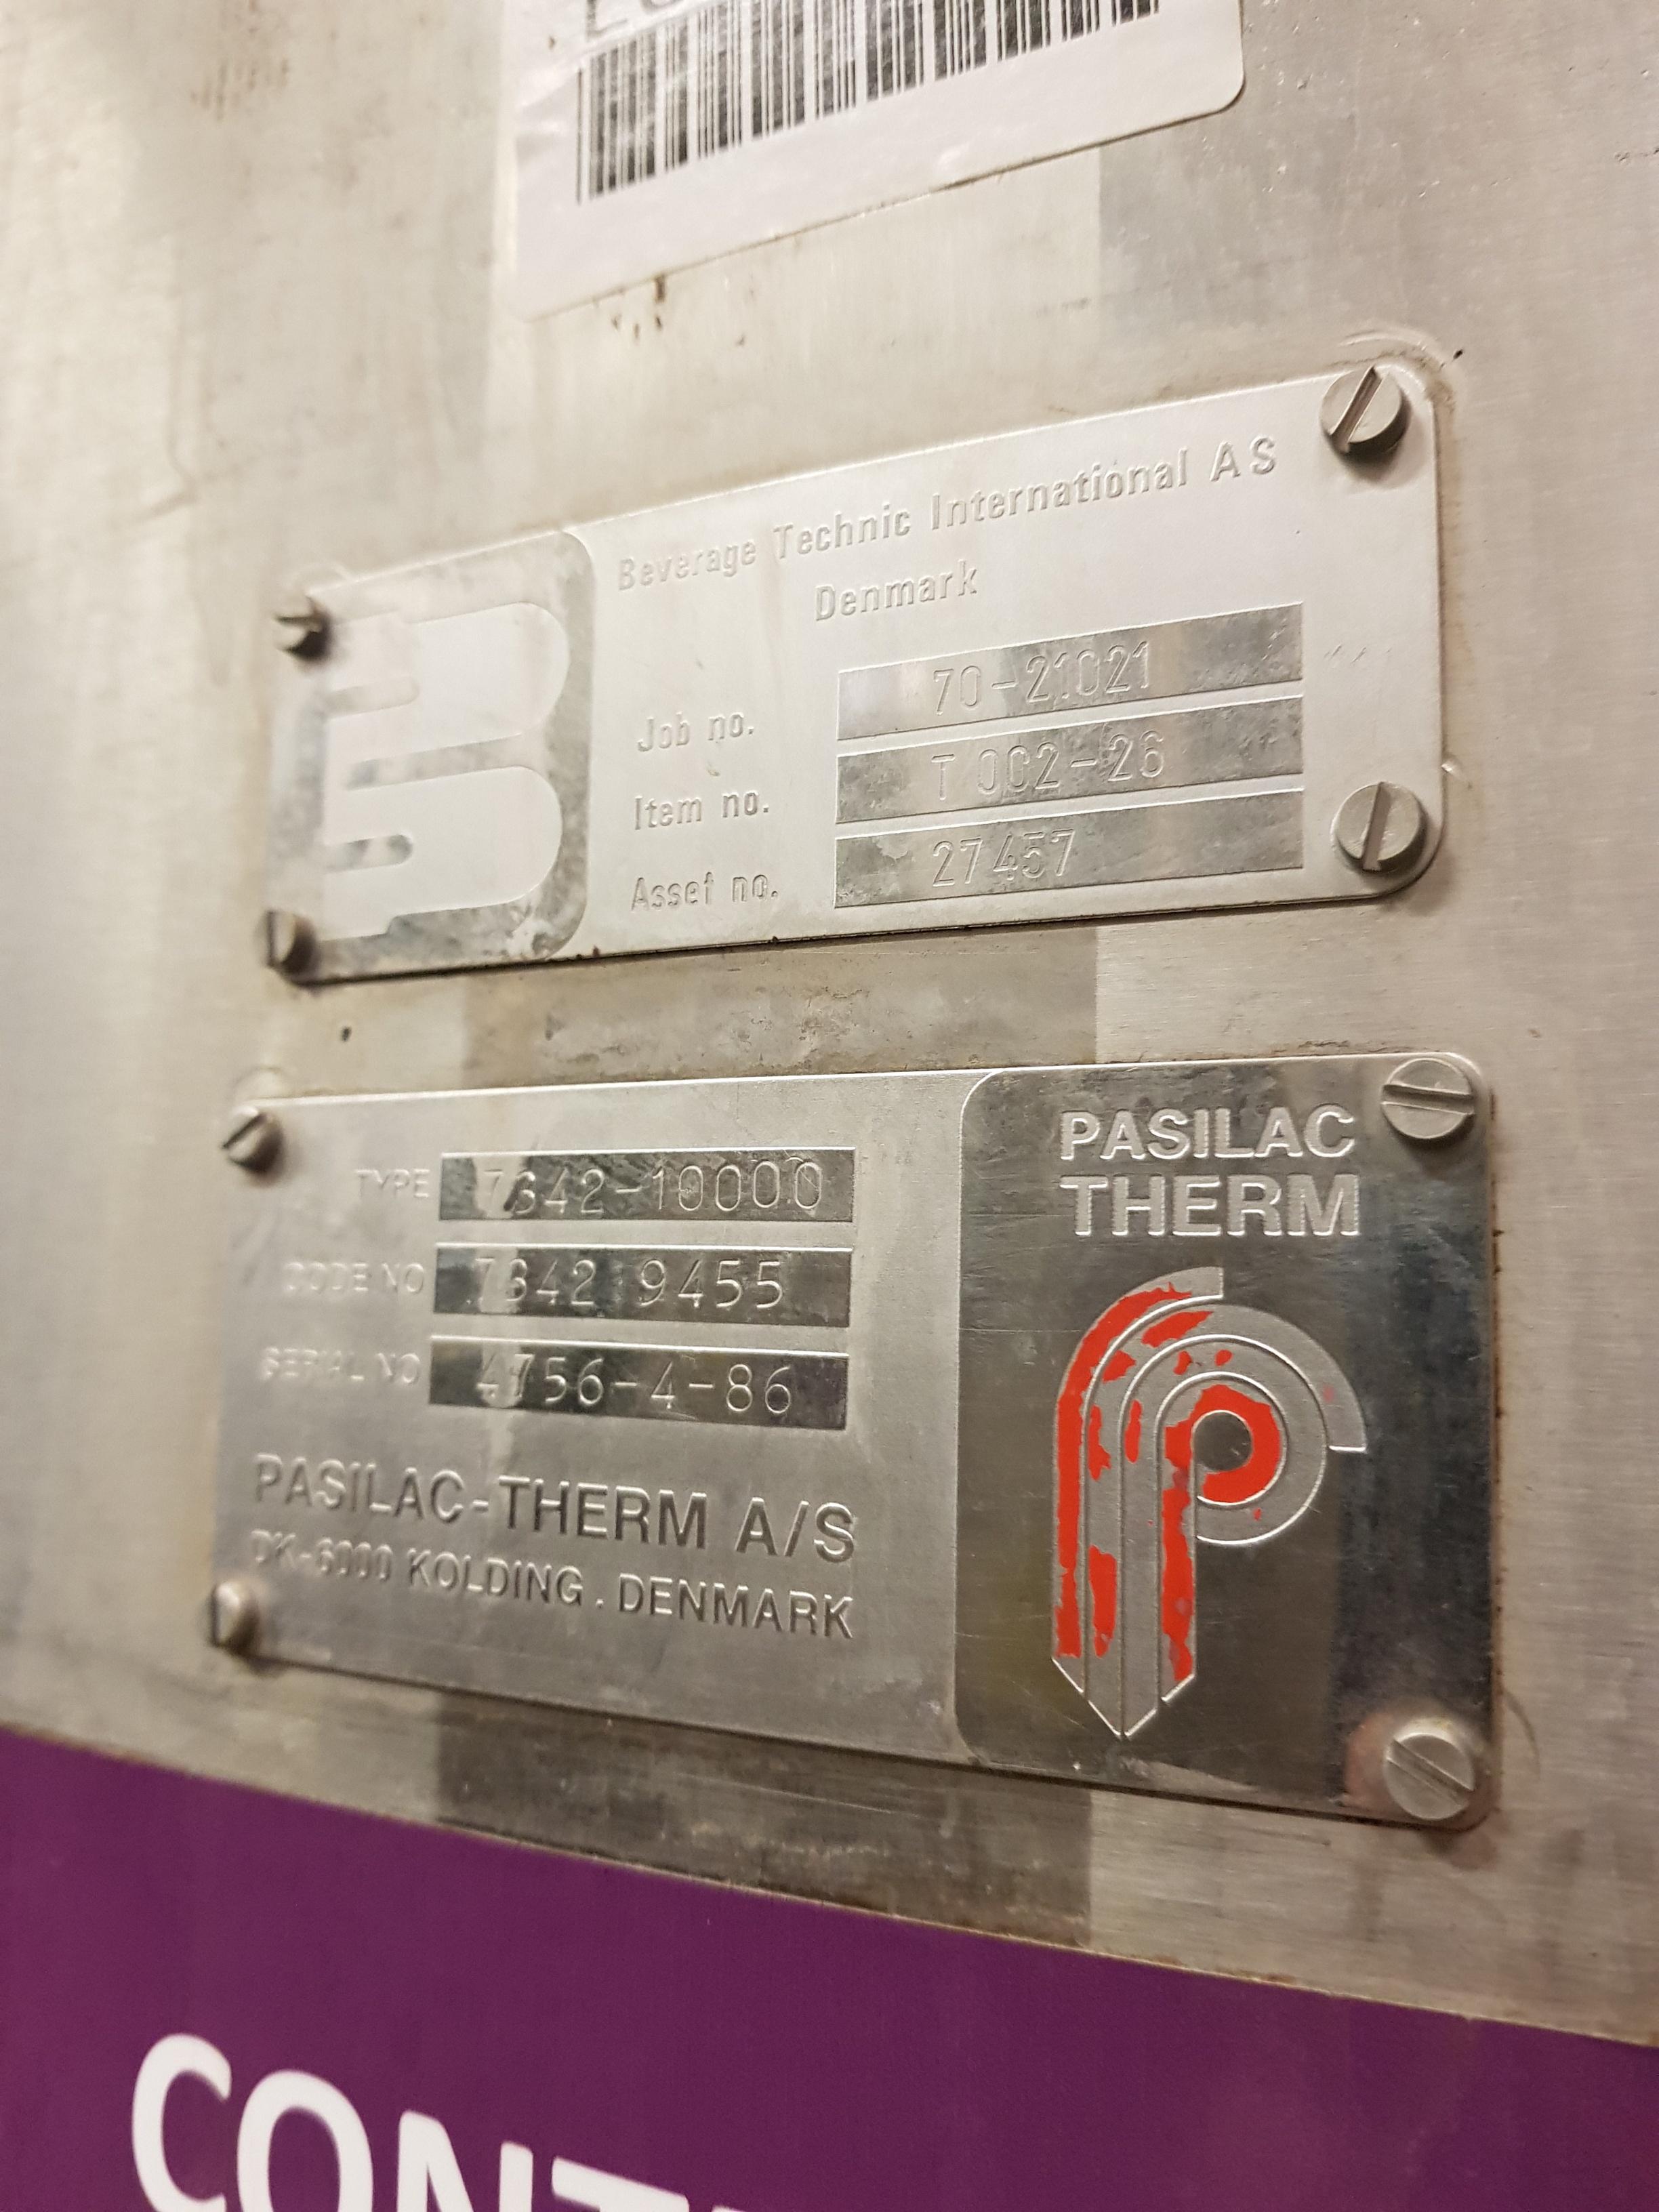 Beverage Technic International AS
Denmark
Job no. 70-21021
Item no. T 002-26
Asset no. 27457
PASILAC
THERM
TYPE 7342-10000
CODE NO 7342 9455
SERIAL NO 4756-4-86
PASILAC-THERM A/S
DK-6000 KOLDING . DENMARK